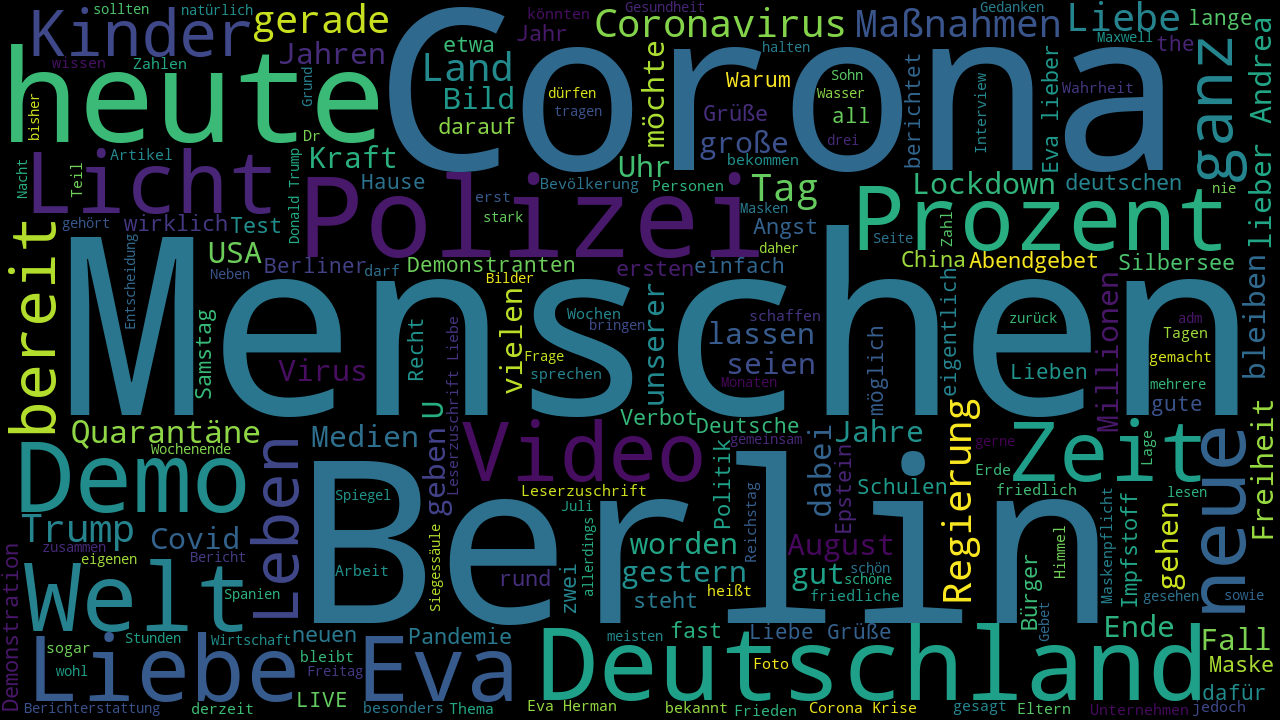 sollten natürlich
Kinder
gerade
wissen
Zahlen
Jahren
heute
bisher
Grund
Dr
Corona
könnten
Jahr
Gesundheit
Coronavirus
Maßnahmen
Gedanken
Liebe
Maxwell
lange
the
etwa
Land
Bild
darauf
dürfen
tragen
möchte
halten
Warum
Grüße
große
Sohn
Wasser
all
drei
berichtet
Interview
Eva lieber
Wahrheit
ganz
lieber Andrea
Nacht
Teil
Artikel
Licht
Kraft
Hause
Uhr
bekommen
gehört
wirklich
Test
Donald Trump
Polizei
erst
stark
Bevölkerung
Personen
Masken
Tag
Angst
daher
Lockdown
deutschen
Prozent
nie
Seite
Zahl
bereit
USA
Neben
Berliner
darf
Demonstranten
Bilder
ersten
einfach
China
Abendgebet
Silbersee
Entscheidung
Menschen
Samstag
Virus
Recht
vielen
Wochen
bringen
Frage
sprechen
unserer
schaffen
lassen
seien
Monaten
möglich
eigentlich
zurück
Lieben
Millionen
adm
Tagen
gemacht
mehrere
gute
bleiben
Quarantäne
Wochenende
Medien
U
geben
Leserzuschrift Liebe
Verbot
Deutsche
gemeinsam
Video
Jahre
dabei
Epstein
Schulen
Regierung
gerne
Zeit
Erde
Lage
friedlich
lesen
neue
Freiheit
Demo
Leben
Spiegel
Leserzuschrift
Juli
Politik
Reichstag
Trump
zusammen
Covid
eigenen
Bericht
Arbeit
Siegessäule
Berlin
rund
zwei
allerdings
worden
gestern
steht
heißt
August
gut
schön
schöne
friedliche
Bürger
Himmel
Gebet
Maskenpflicht
Impfstoff
gehen
gesehen
sowie
Demonstration
Welt
Spanien
sogar
wohl
Stunden
Wirtschaft
neuen
bleibt
Freitag
Pandemie
Liebe
Eva
Deutschland
meisten
fast
Liebe Grüße
Foto
Ende
Fall
Maske
dafür
Berichterstattung
derzeit
LIVE
besonders
Thema
Eva Herman
bekannt
Frieden
Corona Krise
gesagt
Eltern
Unternehmen
jedoch